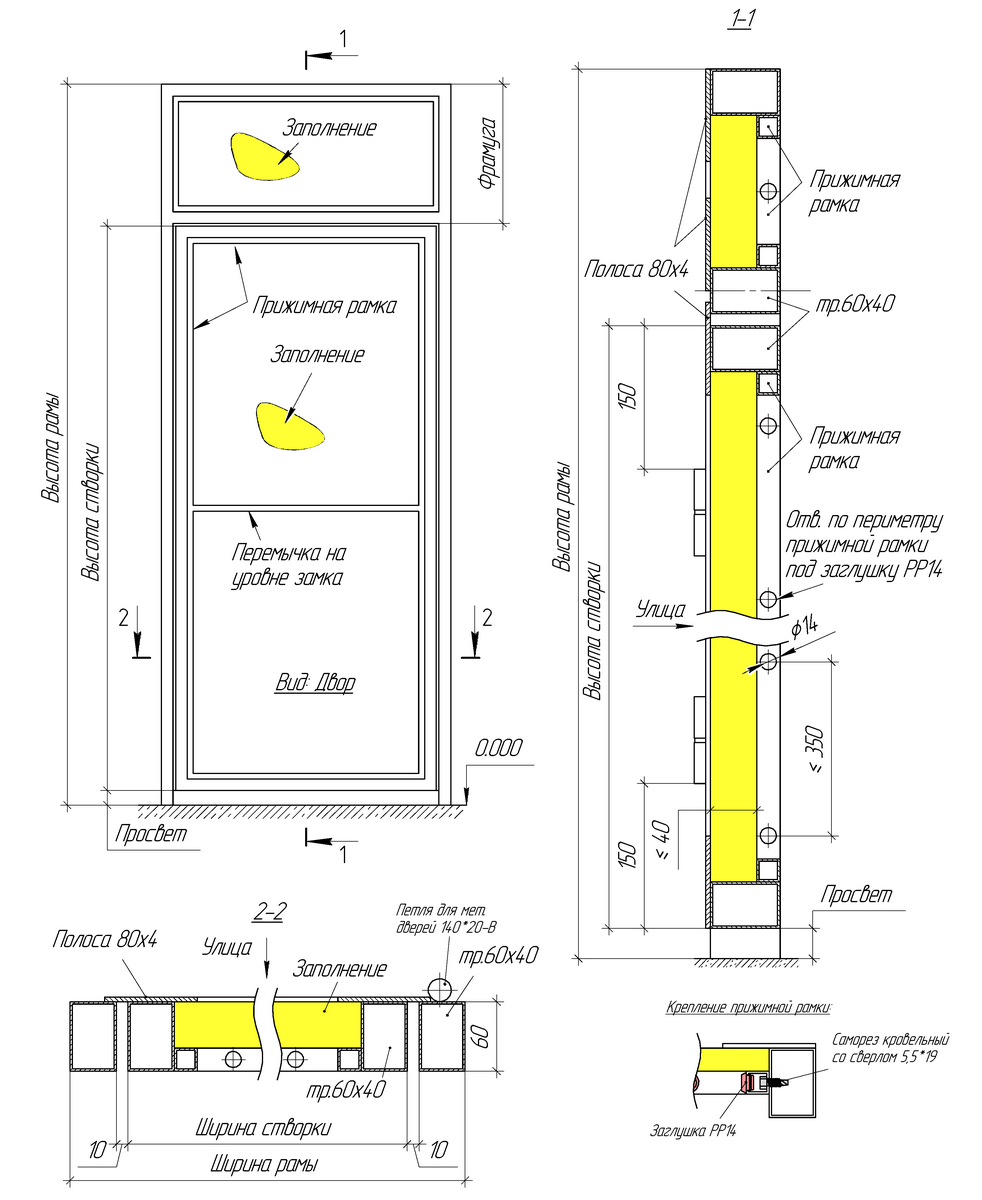 1
Заполнение
Фрамуга
Прижимная рамка
Заполнение
Высота рамы
Высота створки
Перемычка на
уровне замка
2
2
Вид: Двор
0.000
Просвет
1
1-1
Прижимная
рамка
Полоса 80х4
тр.60х40
150
Прижимная
рамка
Высота рамы
Высота створки
Отв. по периметру
прижимной рамки
под заглушку РР14
Улица
ϕ14
≤ 350
≤ 40
150
Просвет
2-2
Петля для мет.
дверей 140*20-В
Полоса 80х4
Улица
тр.60х40
Заполнение
60
тр.60х40
Ширина створки
10
10
Ширина рамы
Крепление прижимной рамки:
Саморез кровельный
со сверлом 5,5*19
Заглушка РР14